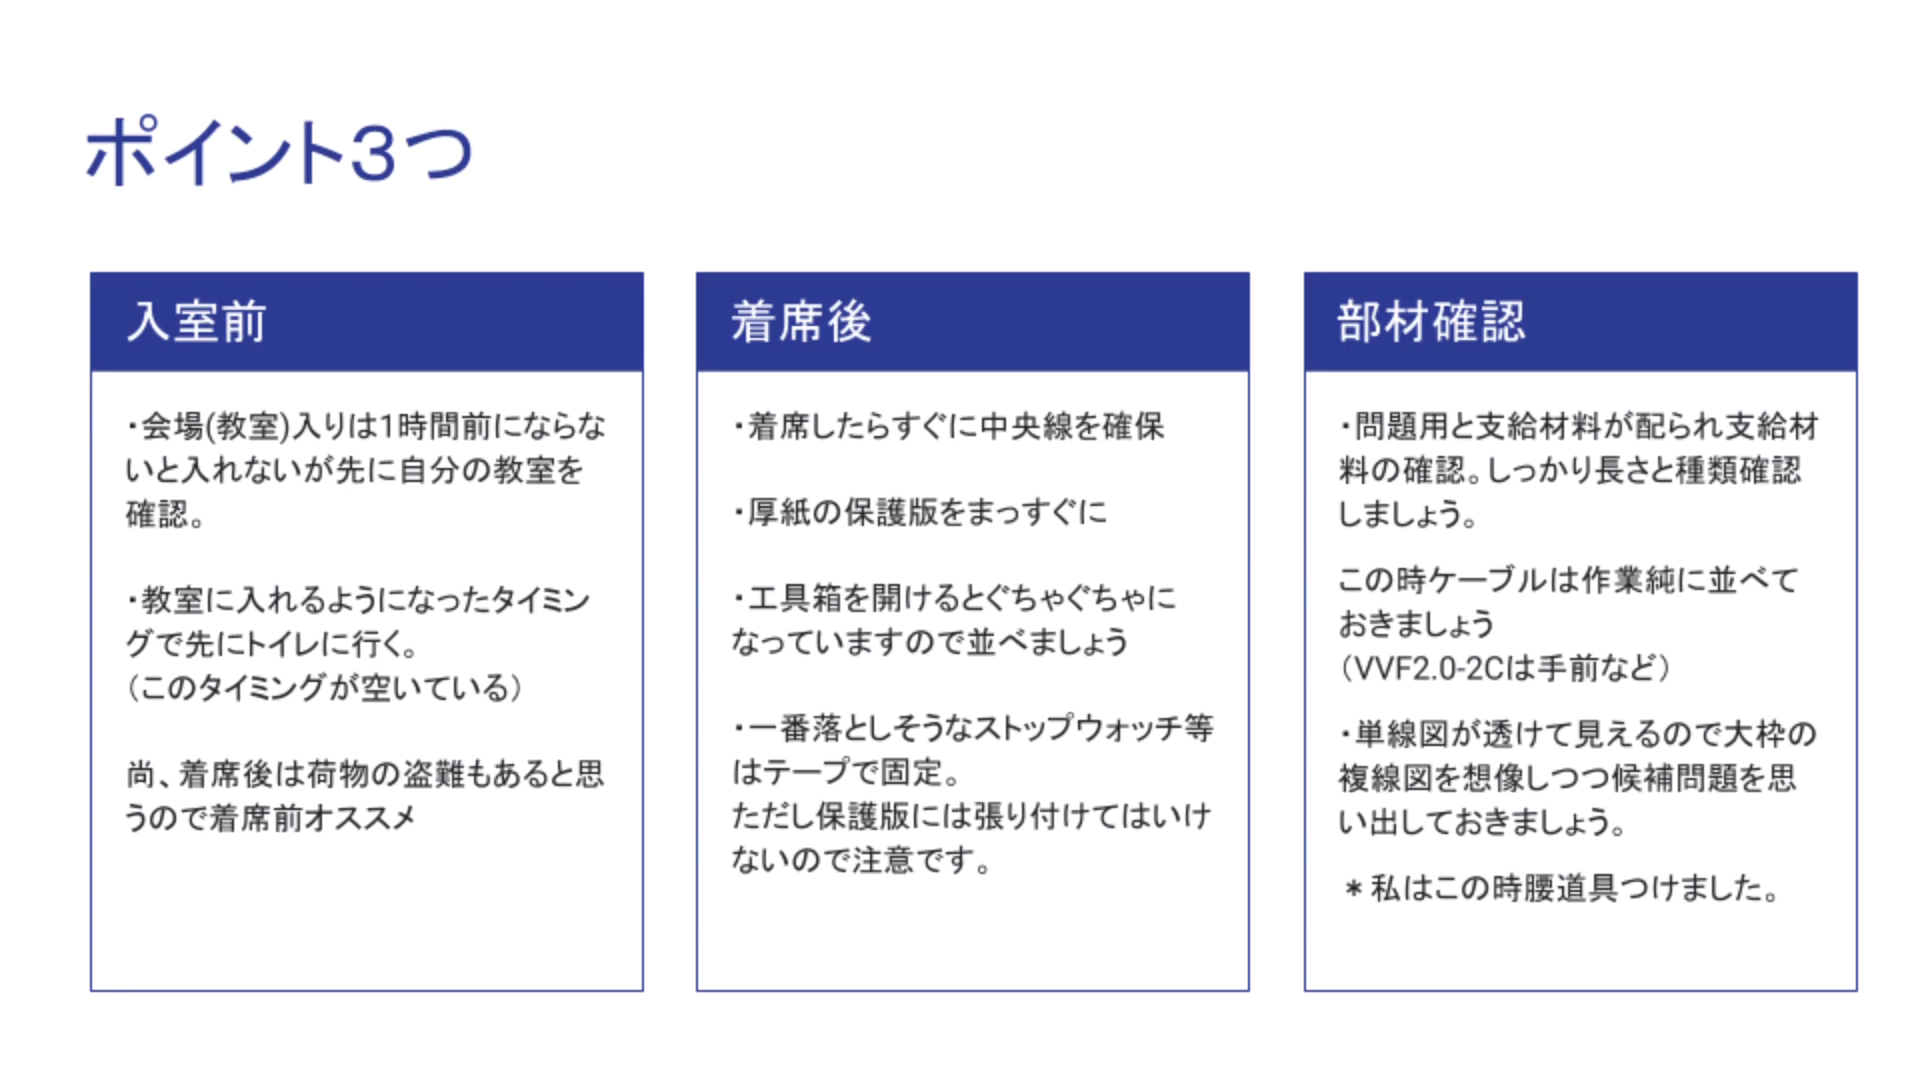 ポイント3つ
入室前
・会場(教室)入りは1時間前にならな
いと入れないが先に自分の教室を
確認。
・教室に入れるようになったタイミン
グで先にトイレに行く。
（このタイミングが空いている）
尚、着席後は荷物の盗難もあると思
うので着席前オススメ
着席後
・着席したらすぐに中央線を確保
・厚紙の保護版をまっすぐに
・工具箱を開けるとぐちゃぐちゃに
なっていますので並べましょう
・一番落としそうなストップウォッチ等
はテープで固定。
ただし保護版には張り付けてはいけ
ないので注意です。
部材確認
・問題用と支給材料が配られ支給材
料の確認。しっかり長さと種類確認
しましょう。
この時ケーブルは作業純に並べて
おきましょう
（VVF2.0-2Cは手前など）
・単線図が透けて見えるので大枠の
複線図を想像しつつ候補問題を思
い出しておきましょう。
＊私はこの時腰道具つけました。